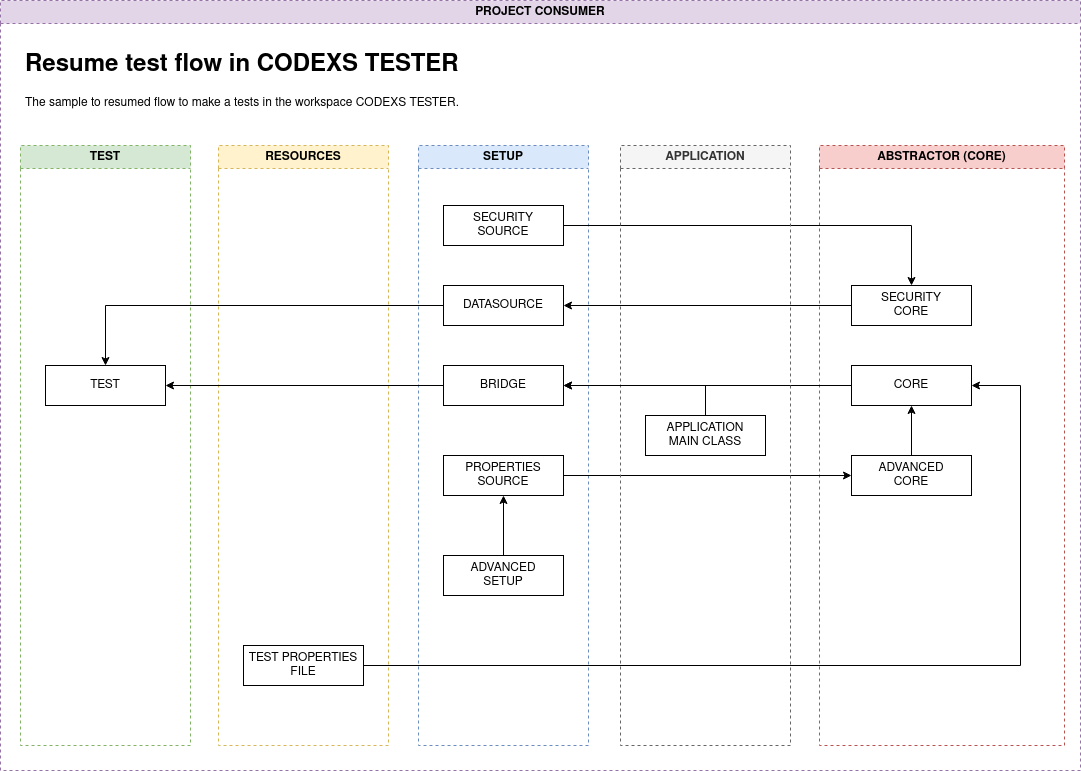 PROJECT CONSUMER
Resume test flow in CODEXS TESTER
The sample to resumed flow to make a tests in the workspace CODEXS TESTER.
TEST
RESOURCES
SETUP
APPLICATION
ABSTRACTOR (CORE)
SECURITY
SOURCE
DATASOURCE
SECURITY
CORE
TEST
BRIDGE
CORE
APPLICATION
MAIN CLASS
PROPERTIES
SOURCE
ADVANCED
CORE
ADVANCED
SETUP
TEST PROPERTIES
FILE